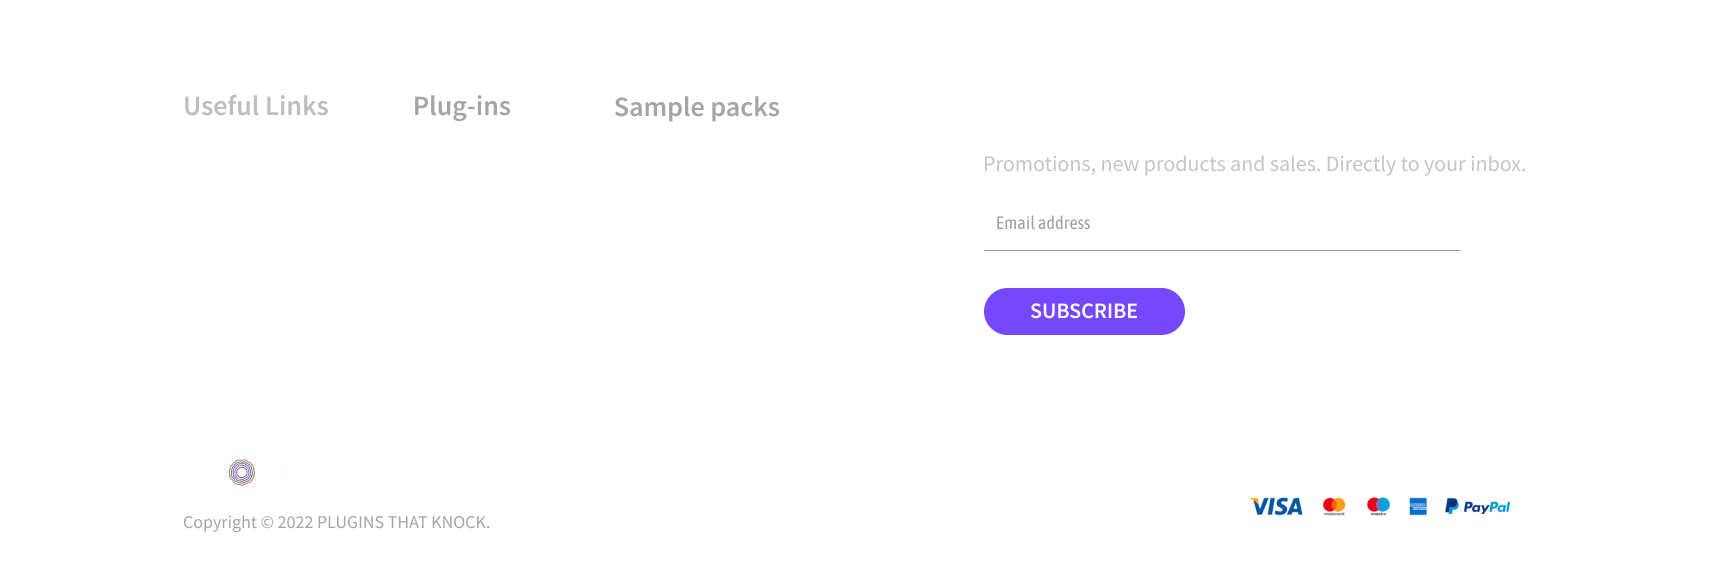 Useful Links
Plug-ins
Sample packs
Promotions, new products and sales. Directly to your inbox.
Email address
SUBSCRIBE
Copyright © 2022 PLUGINS THAT KNOCK.
VISA
PayPal